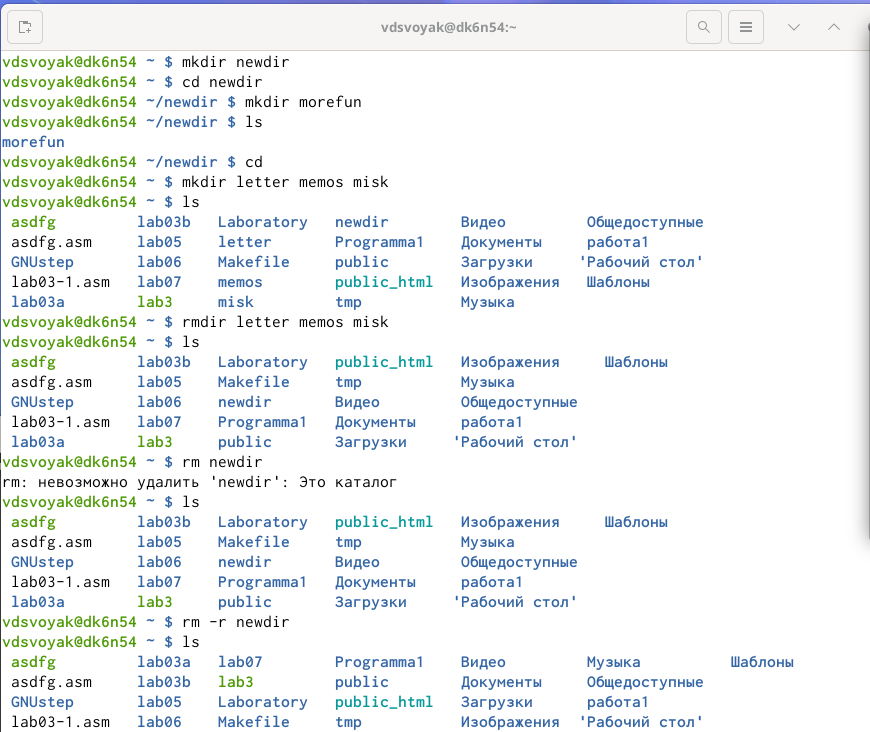 vdsvoyak@dk6n54:~
vdsvoyak@dk6n54 ~ $ mkdir newdir
vdsvoyak@dk6n54 ~ $ cd newdir
vdsvoyak@dk6n54 ~/newdir $ mkdir morefun
vdsvoyak@dk6n54 ~/newdir $ ls
morefun
vdsvoyak@dk6n54 ~/newdir $ cd
vdsvoyak@dk6n54 ~ $ mkdir letter memos misk
vdsvoyak@dk6n54 ~ $ ls
asdfg lab03b Laboratory newdir Видео Общедоступные
asdfg.asm lab05 letter Programma1 Документы работа1
GNUstep lab06 Makefile public Загрузки 'Рабочий стол'
lab03-1.asm lab07 memos public_html Изображения Шаблоны
lab03a lab3 misk tmp Музыка
vdsvoyak@dk6n54 ~ $ rmdir letter memos misk
vdsvoyak@dk6n54 ~ $ ls
asdfg lab03b Laboratory public_html Изображения Шаблоны
asdfg.asm lab05 Makefile tmp Музыка
GNUstep lab06 newdir Видео Общедоступные
lab03-1.asm lab07 Programma1 Документы работа1
lab03a lab3 public Загрузки 'Рабочий стол'
vdsvoyak@dk6n54 ~ $ rm newdir
rm: невозможно удалить 'newdir': Это каталог
vdsvoyak@dk6n54 ~ $ ls
asdfg lab03b Laboratory public_html Изображения Шаблоны
asdfg.asm lab05 Makefile tmp Музыка
GNUstep lab06 newdir Видео Общедоступные
lab03-1.asm lab07 Programma1 Документы работа1
lab03a lab3 public Загрузки 'Рабочий стол'
vdsvoyak@dk6n54 ~ $ rm -r newdir
vdsvoyak@dk6n54 ~ $ ls
asdfg lab03a lab07 Programma1 Видео Музыка Шаблоны
asdfg.asm lab03b lab3 public Документы Общедоступные
GNUstep lab05 Laboratory public_html Загрузки работа1
lab03-1.asm lab06 Makefile tmp Изображения 'Рабочий стол'